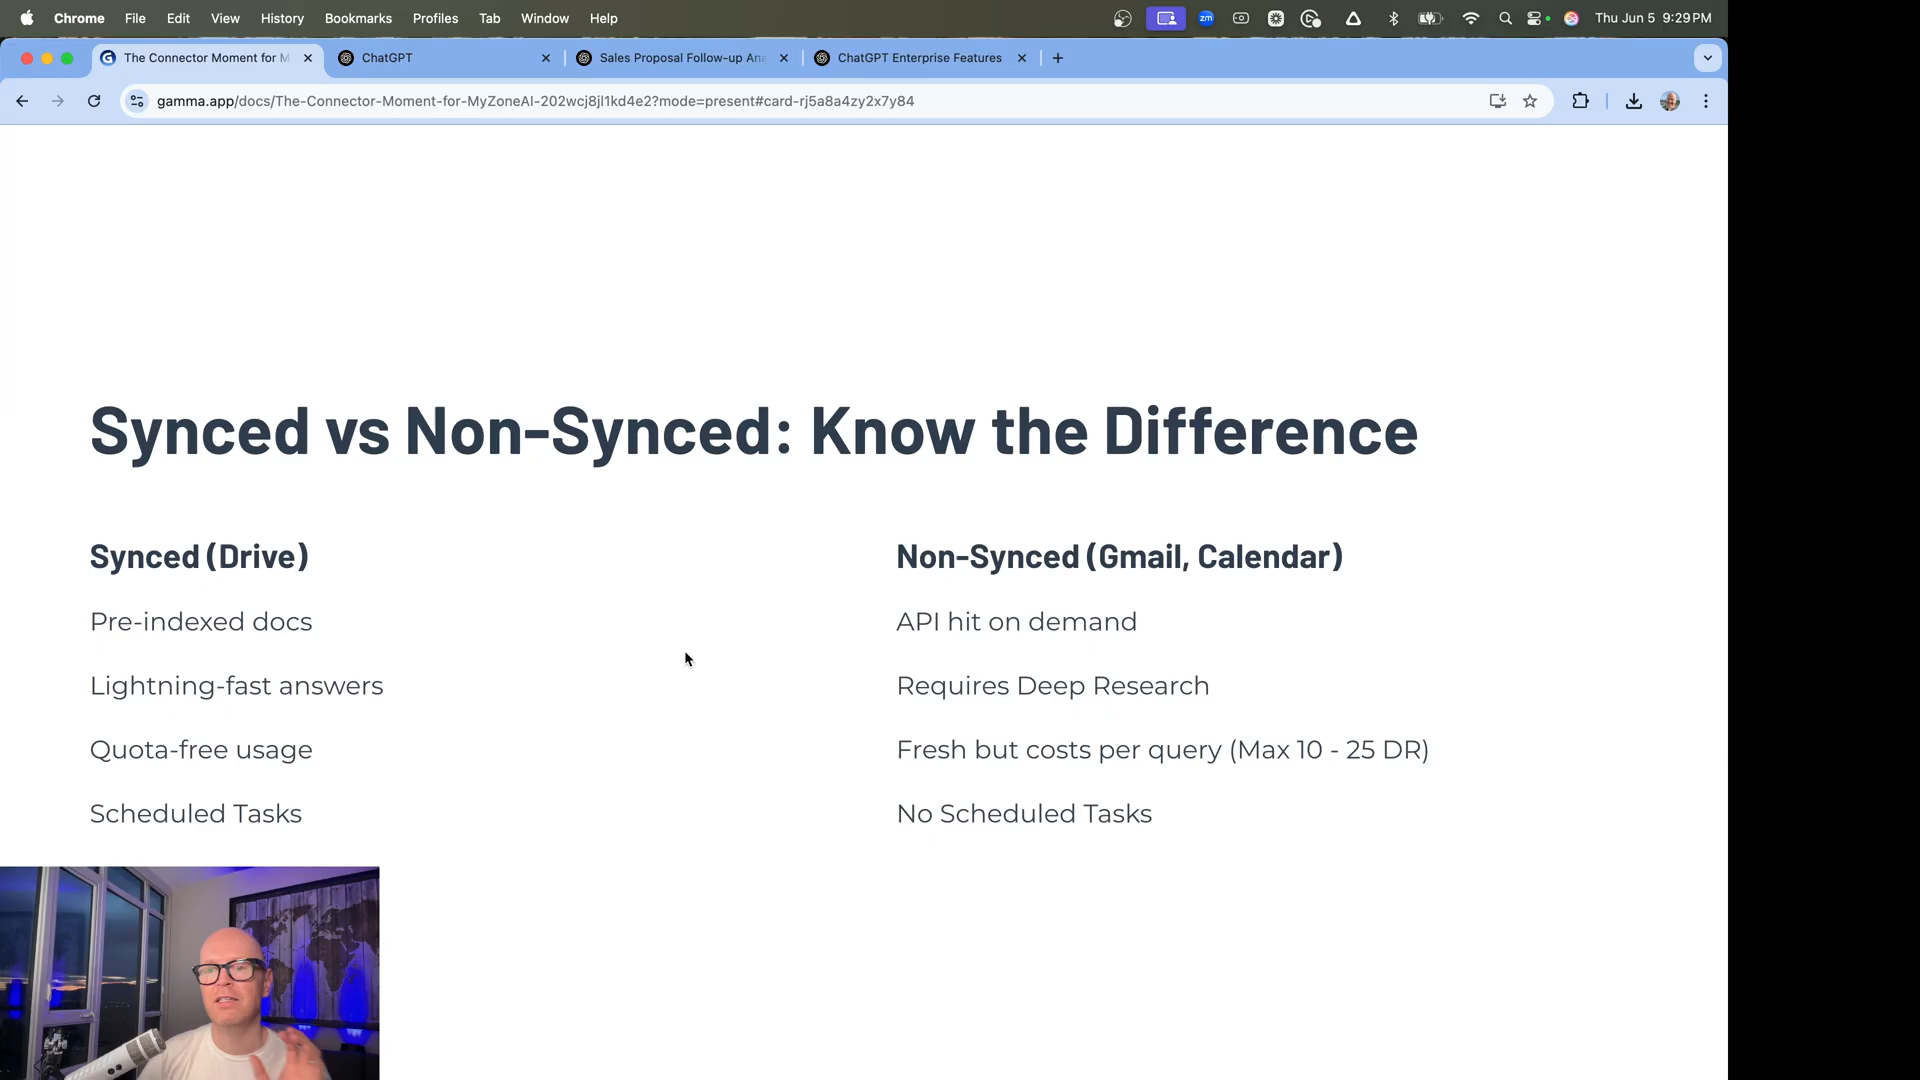 Chrome File Edit View History Bookmarks Profiles Tab Window Help
zm
Thu Jun 5 9:29 PM
The Connector Moment for M
ChatGPT
Sales Proposal Follow-up Ana
ChatGPT Enterprise Features
gamma.app/docs/The-Connector-Moment-for-MyZoneAI-202wcj8jl1kd4e2?mode=present#card-rj5a8a4zy2x7y84
Synced vs Non-Synced: Know the Difference
Synced (Drive)
Pre-indexed docs
Lightning-fast answers
Quota-free usage
Scheduled Tasks
Non-Synced (Gmail, Calendar)
API hit on demand
Requires Deep Research
Fresh but costs per query (Max 10 - 25 DR)
No Scheduled Tasks